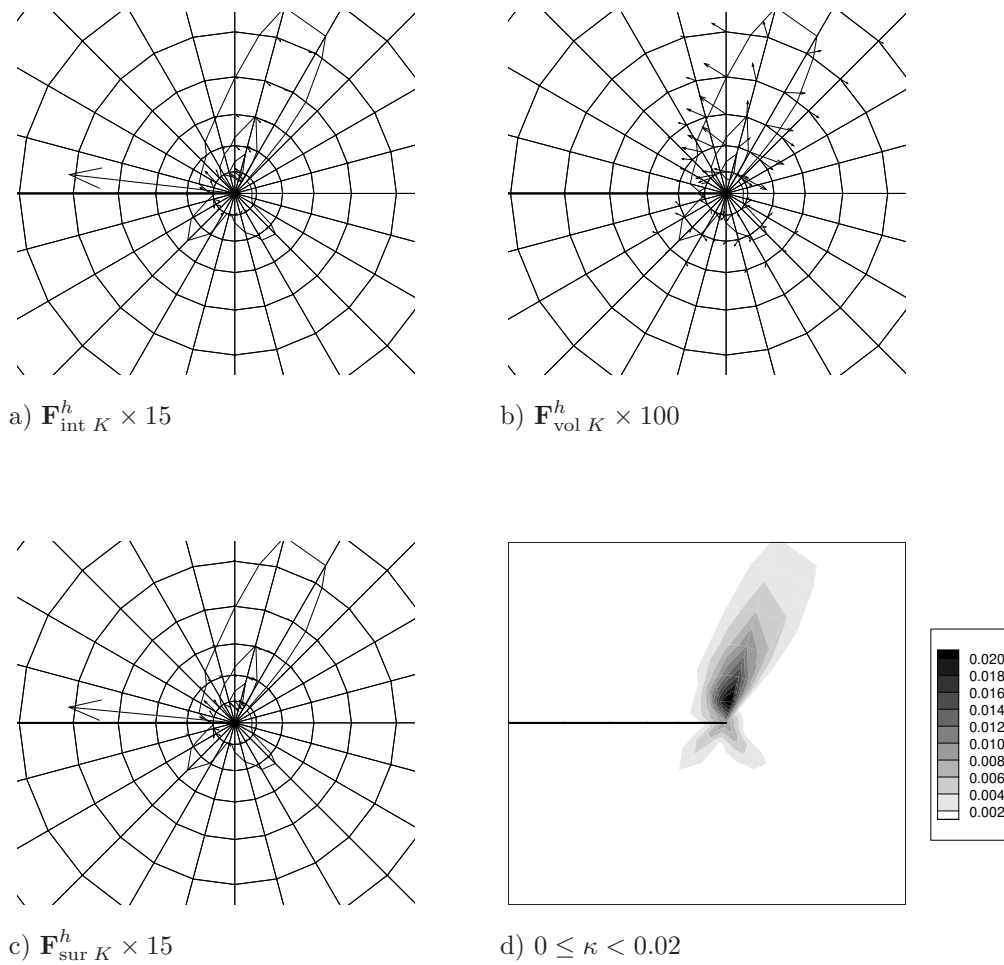 a) F^h_int K × 15
b) F^h_vol K × 100
0.020
0.018
0.016
0.014
0.012
0.010
0.008
0.006
0.004
0.002
c) F^h_sur K × 15
d) 0 ≤ κ < 0.02